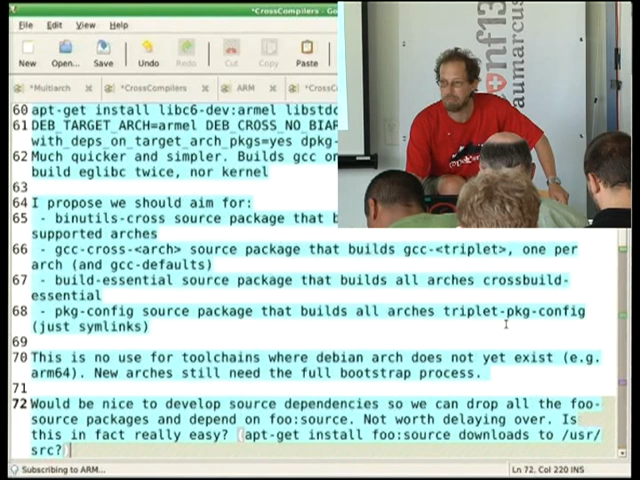 *CrossCompilers - G
File Edit View Help
New Open... Save Undo Redo Cut Copy Paste
*Multiarch *CrossCompilers ARM *Cross
60 apt-get install libc6-dev:armel libstdc
61 DEB_TARGET_ARCH=armel DEB_CROSS_NO_BIAR
with_deps_on_target_arch_pkgs=yes dpkg-
62 Much quicker and simpler. Builds gcc on
build eglibc twice, nor kernel
63
64 I propose we should aim for:
65 - binutils-cross source package that b
supported arches
66 - gcc-cross-<arch> source package that builds gcc-<triplet>, one per
arch (and gcc-defaults)
67 - build-essential source package that builds all arches crossbuild-
essential
68 - pkg-config source package that builds all arches triplet-pkg-config
(just symlinks)
69
70 This is no use for toolchains where debian arch does not yet exist (e.g.
arm64). New arches still need the full bootstrap process.
71
72 Would be nice to develop source dependencies so we can drop all the foo-
source packages and depend on foo:source. Not worth delaying over. Is
this in fact really easy? (apt-get install foo:source downloads to /usr/
src?)
Subscribing to ARM... Ln 72, Col 220 INS
onf13
aumarcus